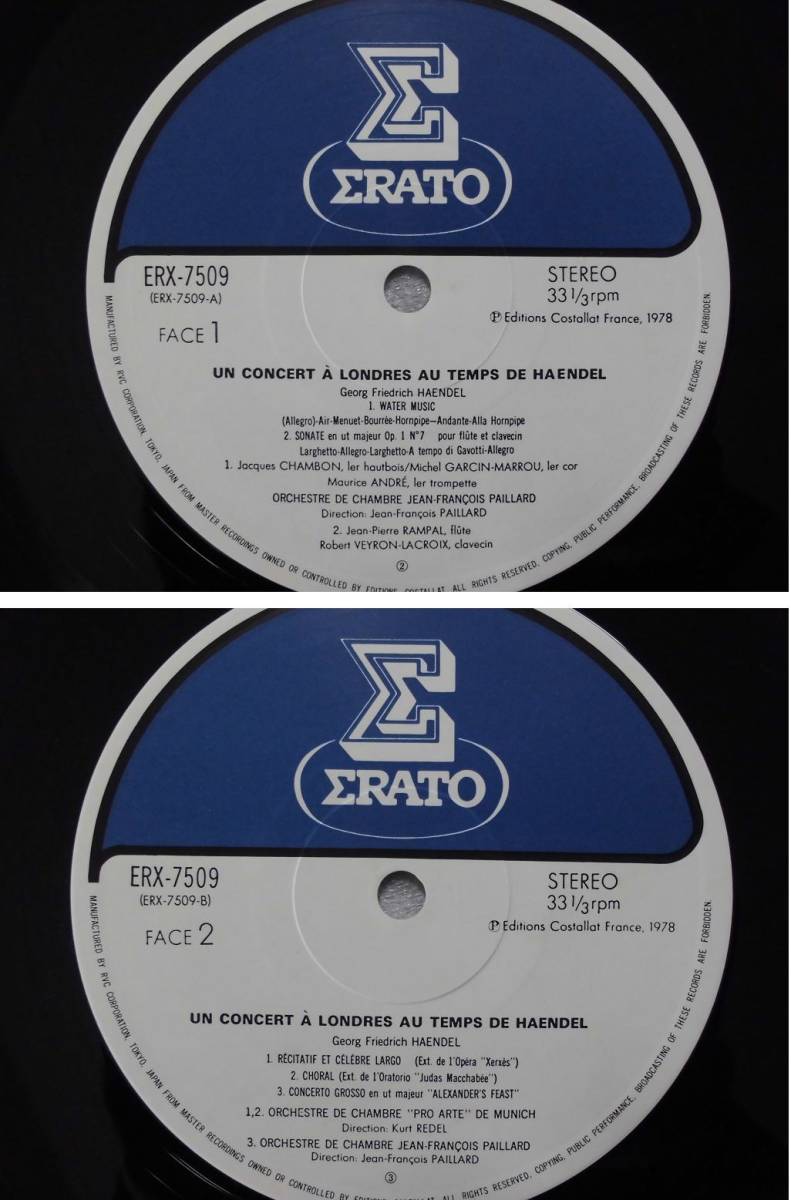 ΣRATO
ERX-7509
(ERX-7509-A)
FACE 1
STEREO
33 1/3 rpm
℗ Editions Costallat France, 1978
UN CONCERT À LONDRES AU TEMPS DE HAENDEL
Georg Friedrich HAENDEL
1. WATER MUSIC
(Allegro)-Air-Menuet-Bourrée-Hornpipe-Andante-Alla Hornpipe
2. SONATE en ut majeur Op. 1 N°7 pour flûte et clavecin
Larghetto-Allegro-Larghetto-A tempo di Gavotti-Allegro
1. Jacques CHAMBON, ler hautbois/Michel GARCIN-MARROU, ler cor
Maurice ANDRÉ, ler trompette
ORCHESTRE DE CHAMBRE JEAN-FRANÇOIS PAILLARD
Direction: Jean-François PAILLARD
2. Jean-Pierre RAMPAL, flûte
Robert VEYRON-LACROIX, clavecin
②
MANUFACTURED BY RVC CORPORATION, TOKYO, JAPAN FROM MASTER RECORDINGS OWNED OR CONTROLLED BY EDITIONS COSTALLAT. ALL RIGHTS RESERVED. COPYING, PUBLIC PERFORMANCE, BROADCASTING OF THESE RECORDS ARE FORBIDDEN.
ΣRATO
ERX-7509
(ERX-7509-B)
FACE 2
STEREO
33 1/3 rpm
℗ Editions Costallat France, 1978
UN CONCERT À LONDRES AU TEMPS DE HAENDEL
Georg Friedrich HAENDEL
1. RÉCITATIF ET CÉLÈBRE LARGO (Ext. de l'Opéra "Xerxès")
2. CHORAL (Ext. de l'Oratorio "Judas Macchabée")
3. CONCERTO GROSSO en ut majeur "ALEXANDER'S FEAST"
1,2. ORCHESTRE DE CHAMBRE "PRO ARTE" DE MUNICH
Direction: Kurt REDEL
3. ORCHESTRE DE CHAMBRE JEAN-FRANÇOIS PAILLARD
Direction: Jean-François PAILLARD
③
MANUFACTURED BY RVC CORPORATION, TOKYO, JAPAN FROM MASTER RECORDINGS OWNED OR CONTROLLED BY EDITIONS COSTALLAT. ALL RIGHTS RESERVED. COPYING, PUBLIC PERFORMANCE, BROADCASTING OF THESE RECORDS ARE FORBIDDEN.